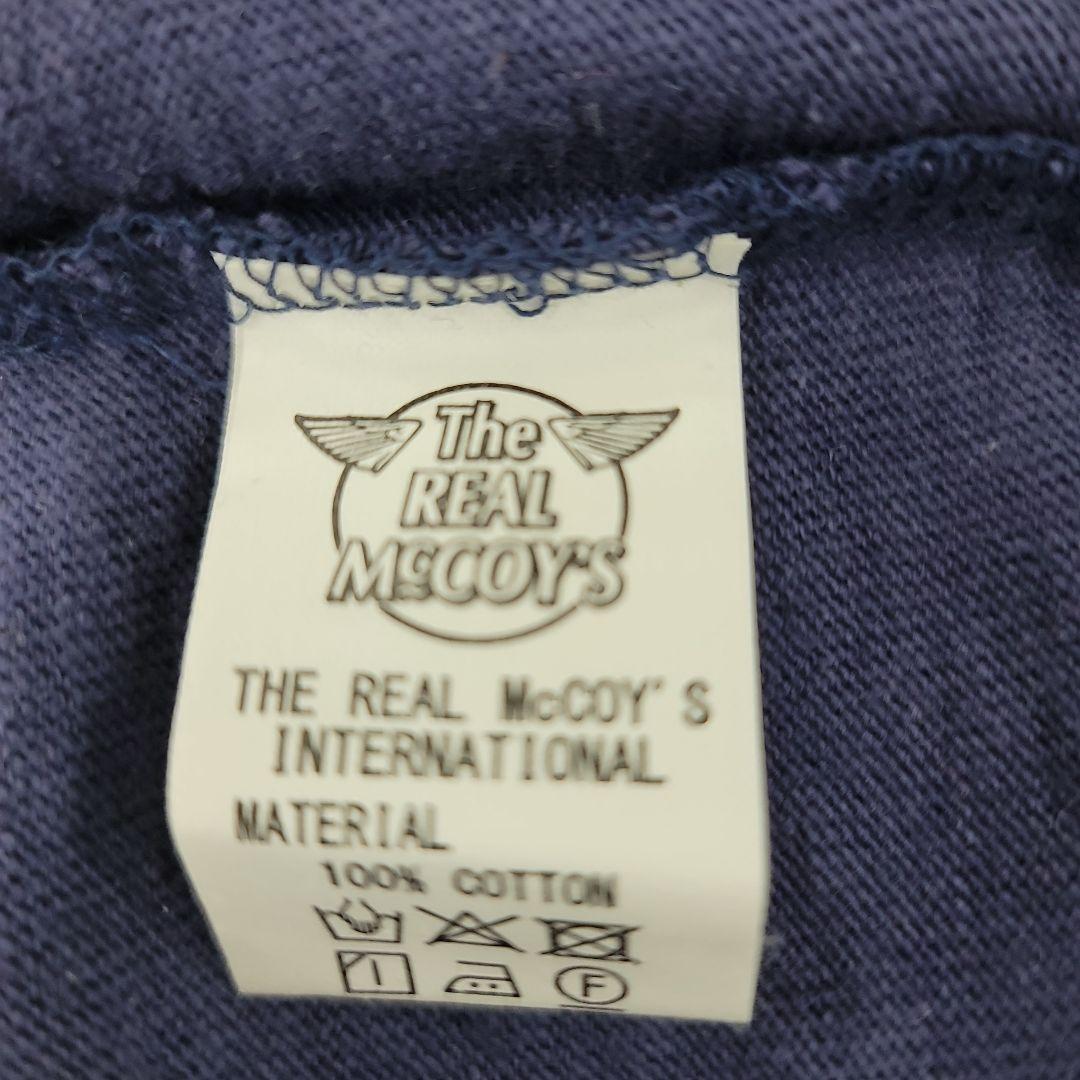 The
REAL
McCOY'S
THE REAL McCOY'S
INTERNATIONAL
MATERIAL
100% COTTON
F